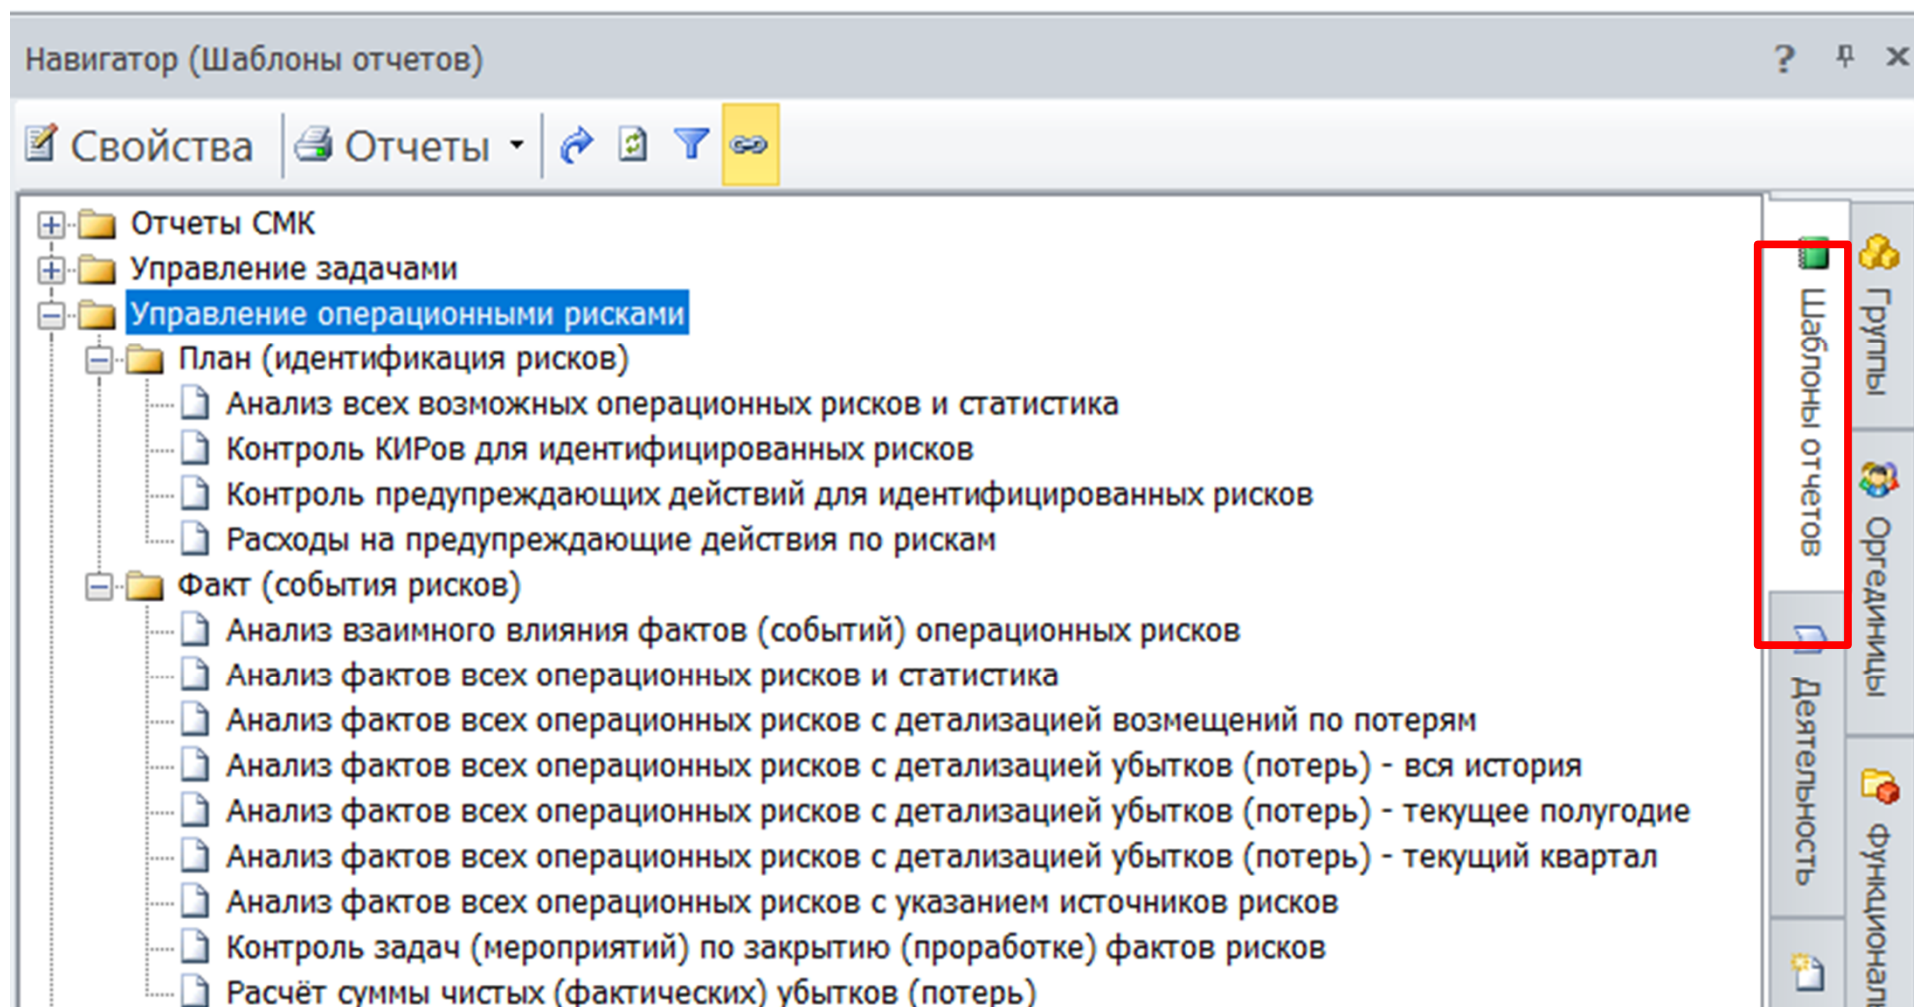 Навигатор (Шаблоны отчетов)
Свойства
Отчеты
Отчеты СМК
Управление задачами
Управление операционными рисками
План (идентификация рисков)
Анализ всех возможных операционных рисков и статистика
Контроль КИРов для идентифицированных рисков
Контроль предупреждающих действий для идентифицированных рисков
Расходы на предупреждающие действия по рискам
Факт (события рисков)
Анализ взаимного влияния фактов (событий) операционных рисков
Анализ фактов всех операционных рисков и статистика
Анализ фактов всех операционных рисков с детализацией возмещений по потерям
Анализ фактов всех операционных рисков с детализацией убытков (потерь) - вся история
Анализ фактов всех операционных рисков с детализацией убытков (потерь) - текущее полугодие
Анализ фактов всех операционных рисков с детализацией убытков (потерь) - текущий квартал
Анализ фактов всех операционных рисков с указанием источников рисков
Контроль задач (мероприятий) по закрытию (проработке) фактов рисков
Расчёт суммы чистых (фактических) убытков (потерь)
Шаблоны отчетов
Деятельность
Группы
Оргединицы